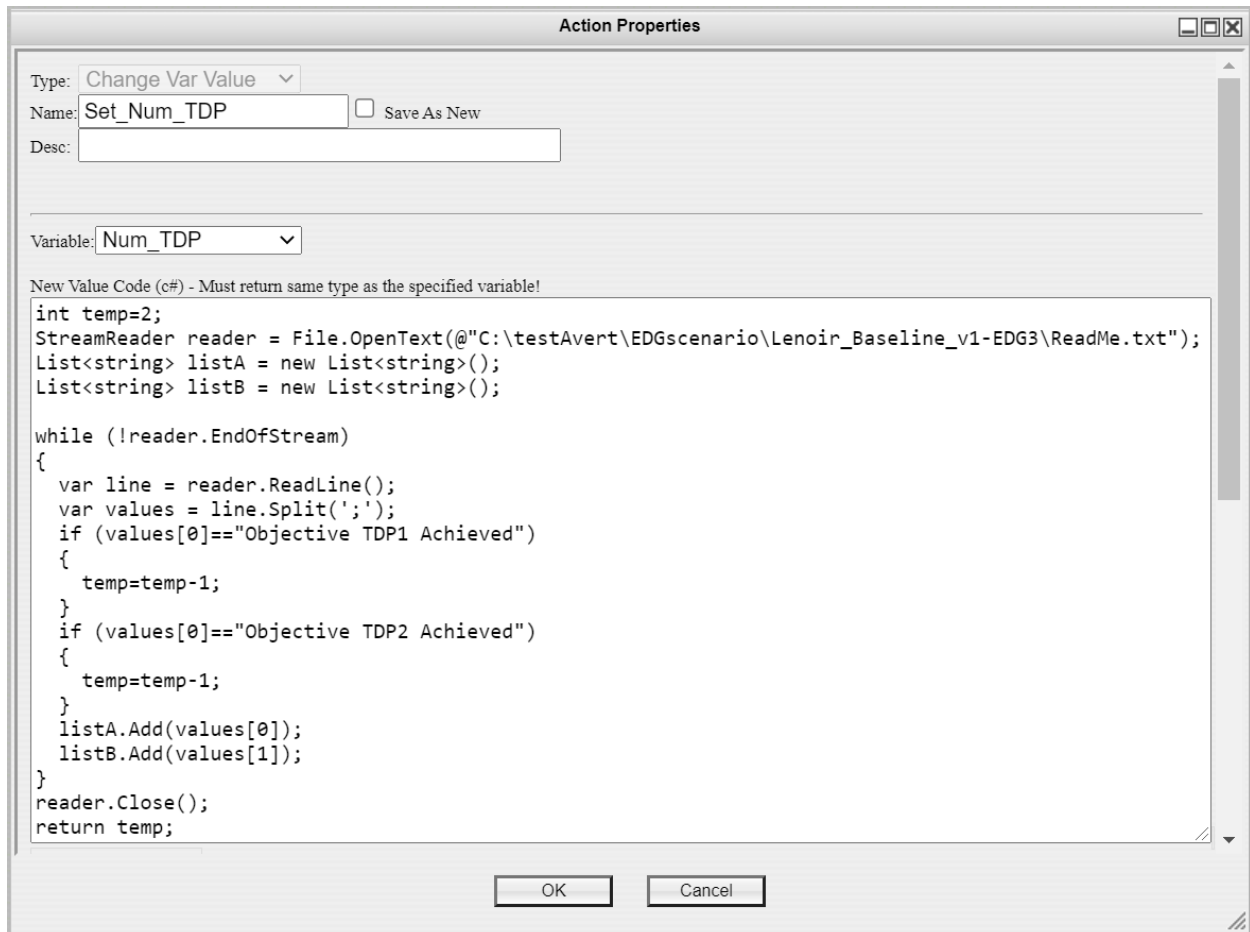 Action Properties
Type: Change Var Value
Name: Set_Num_TDP Save As New
Desc:
Variable: Num_TDP
New Value Code (c#) - Must return same type as the specified variable!
int temp=2;
StreamReader reader = File.OpenText(@"C:\testAvert\EDGscenario\Lenoir_Baseline_v1-EDG3\ReadMe.txt");
List<string> listA = new List<string>();
List<string> listB = new List<string>();

while (!reader.EndOfStream)
{
  var line = reader.ReadLine();
  var values = line.Split(';');
  if (values[0]=="Objective TDP1 Achieved")
  {
    temp=temp-1;
  }
  if (values[0]=="Objective TDP2 Achieved")
  {
    temp=temp-1;
  }
  listA.Add(values[0]);
  listB.Add(values[1]);
}
reader.Close();
return temp;
OK Cancel